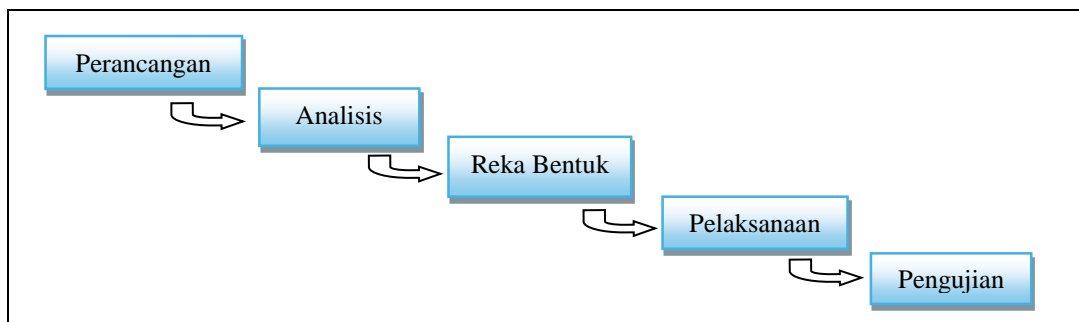 Perancangan
Analisis
Reka Bentuk
Pelaksanaan
Pengujian